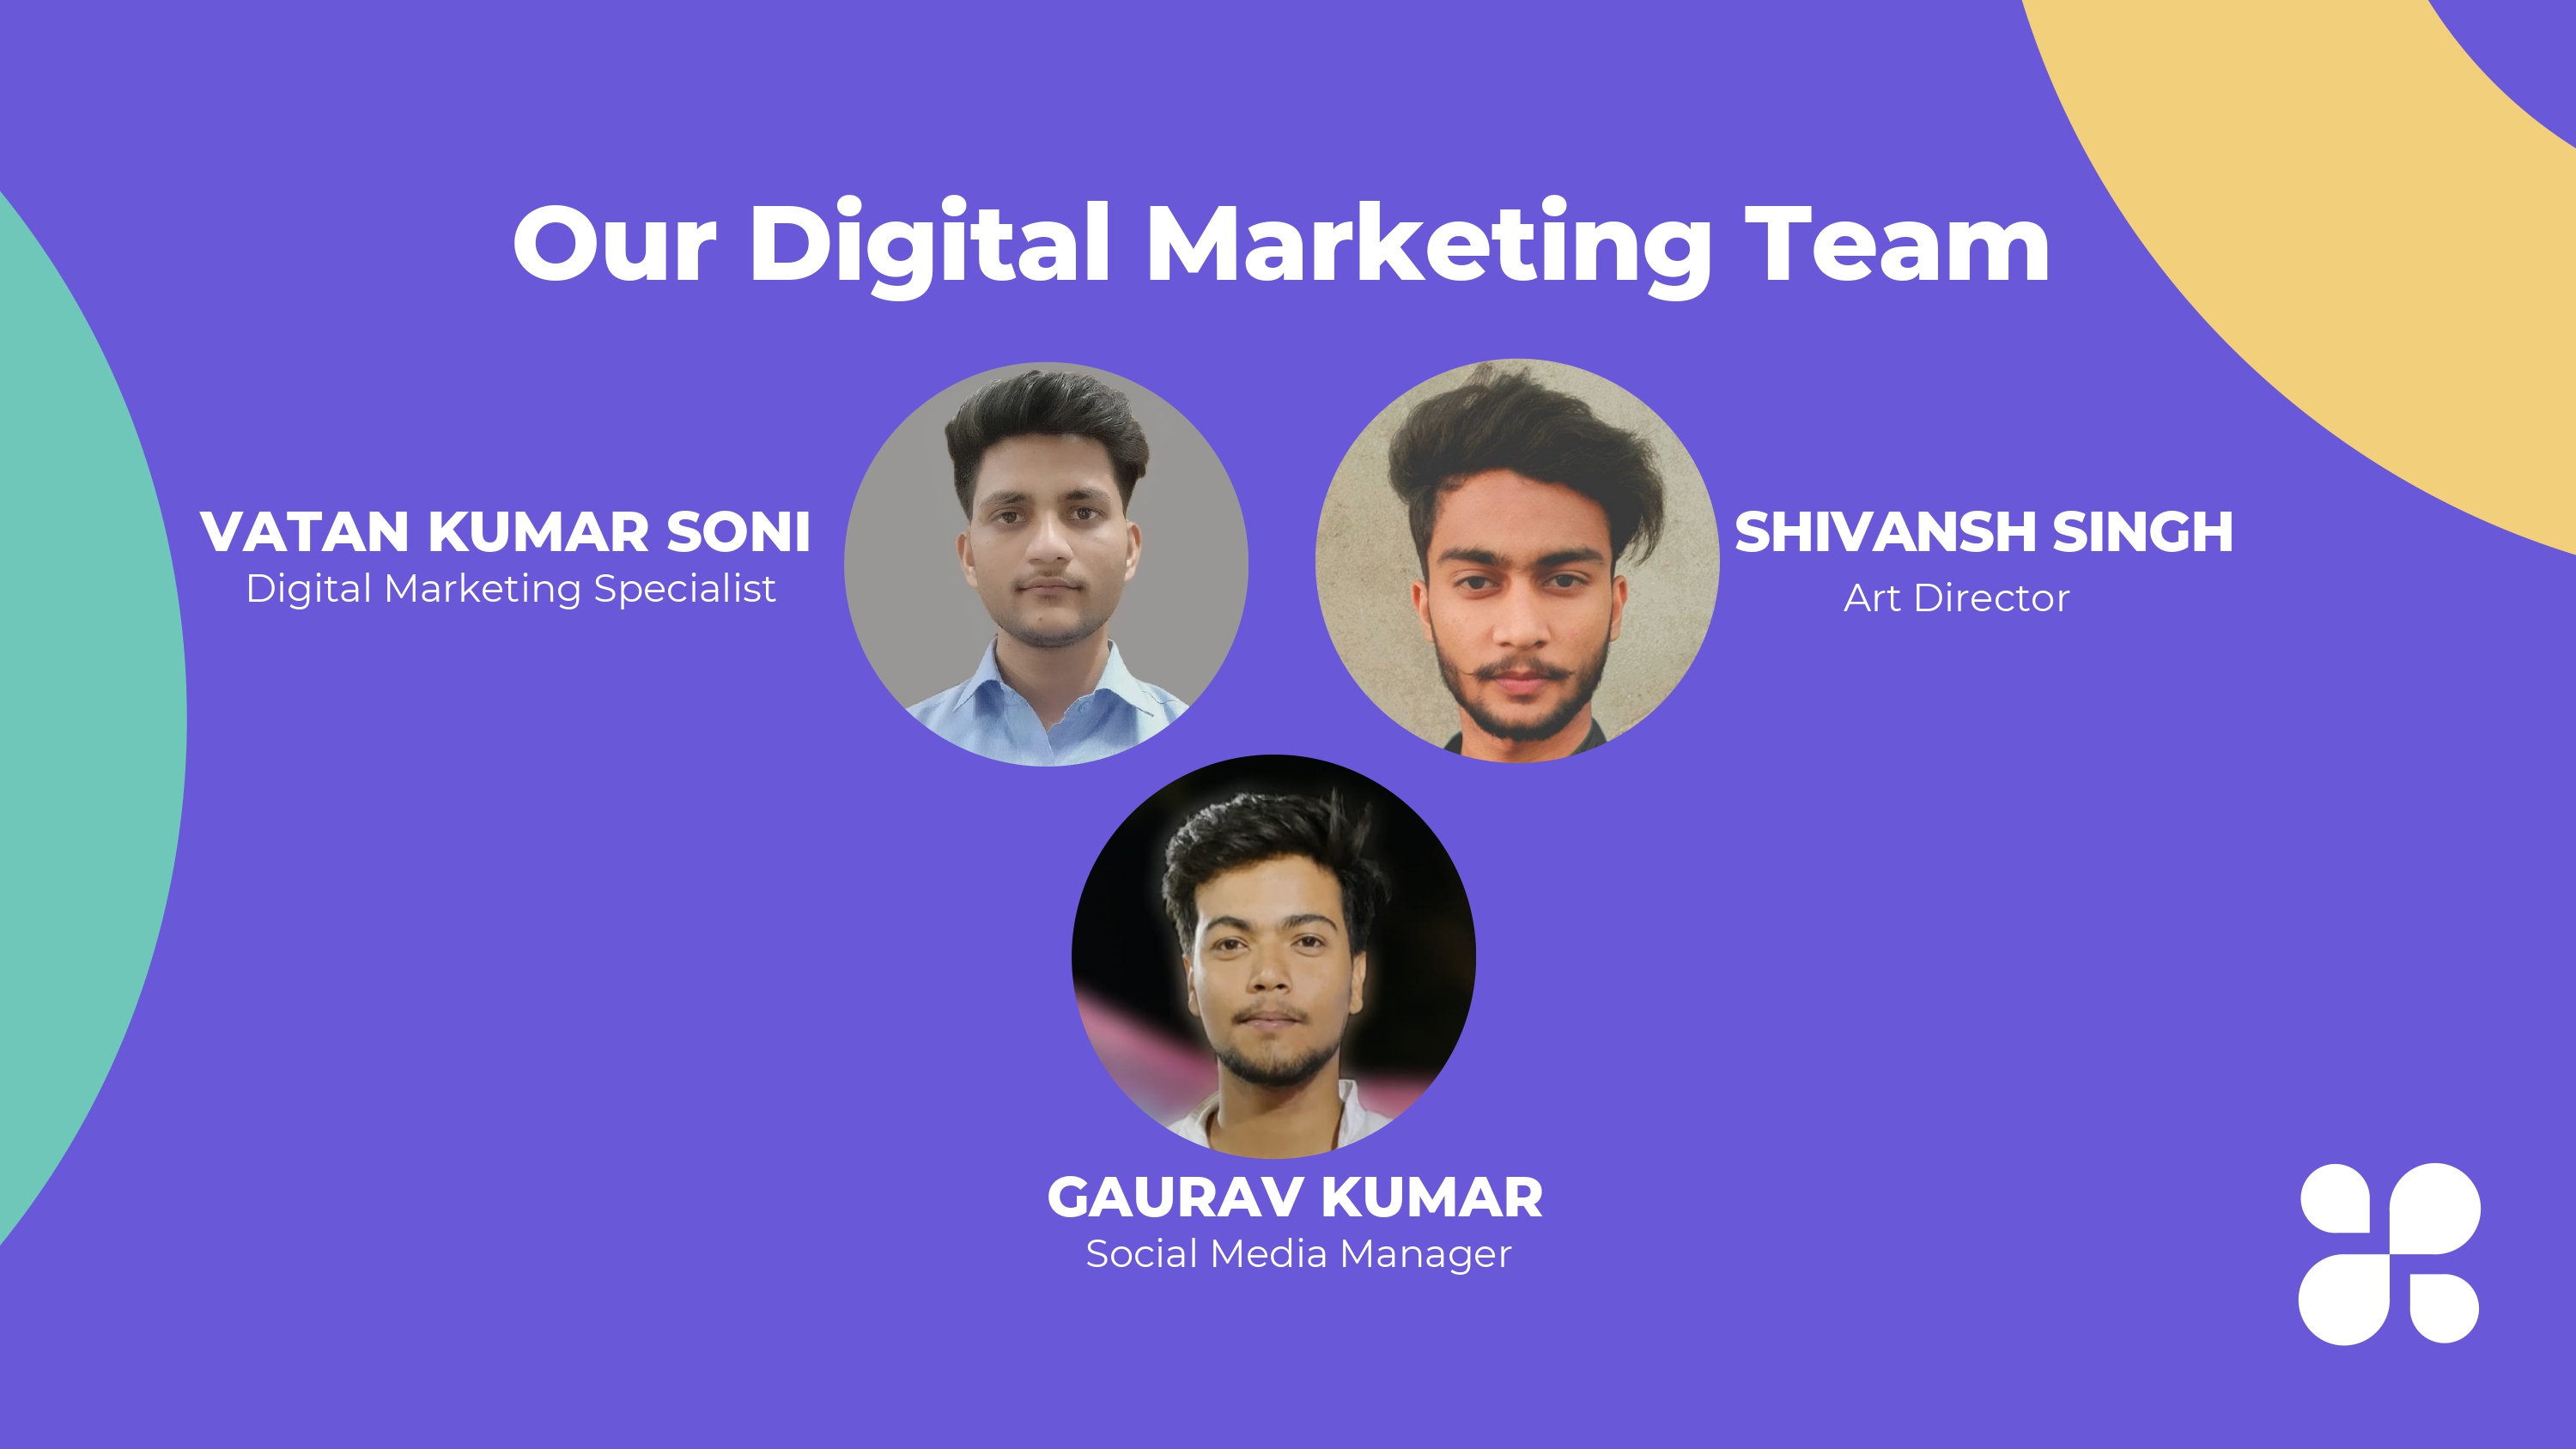 Our Digital Marketing Team
VATAN KUMAR SONI
Digital Marketing Specialist
SHIVANSH SINGH
Art Director
GAURAV KUMAR
Social Media Manager